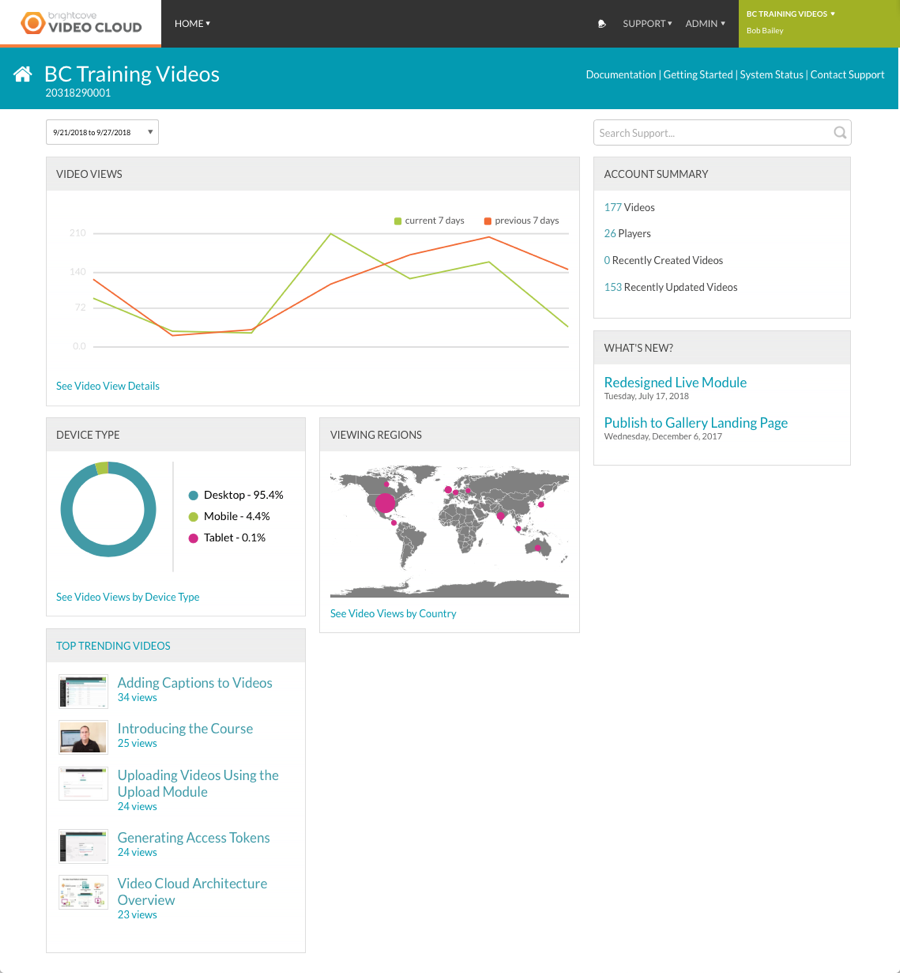 brightcove
VIDEO CLOUD
HOME ▾
SUPPORT ▾
ADMIN ▾
BC TRAINING VIDEOS ▾
Bob Bailey
BC Training Videos
20318290001
Documentation | Getting Started | System Status | Contact Support
9/21/2018 to 9/27/2018
Search Support...
VIDEO VIEWS
current 7 days
previous 7 days
210
140
72
0.0
See Video View Details
ACCOUNT SUMMARY
177 Videos
26 Players
0 Recently Created Videos
153 Recently Updated Videos
WHAT'S NEW?
Redesigned Live Module
Tuesday, July 17, 2018
Publish to Gallery Landing Page
Wednesday, December 6, 2017
DEVICE TYPE
Desktop - 95.4%
Mobile - 4.4%
Tablet - 0.1%
See Video Views by Device Type
VIEWING REGIONS
See Video Views by Country
TOP TRENDING VIDEOS
Adding Captions to Videos
34 views
Introducing the Course
25 views
Uploading Videos Using the
Upload Module
24 views
Generating Access Tokens
24 views
Video Cloud Architecture
Overview
23 views